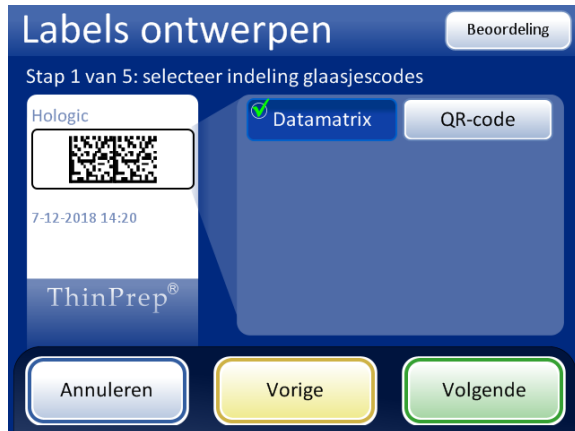 Labels ontwerpen
Beoordeling
Stap 1 van 5: selecteer indeling glaasjescodes
Hologic
Datamatrix
QR-code
7-12-2018 14:20
ThinPrep®
Annuleren
Vorige
Volgende